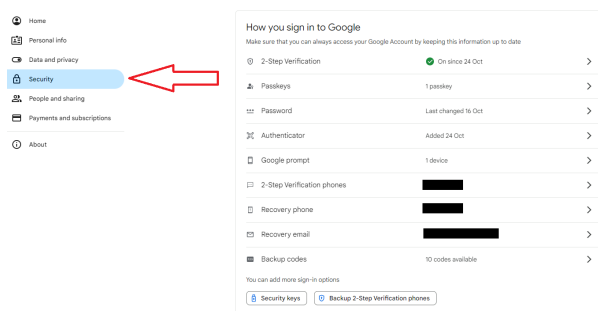 Home
Personal info
Data and privacy
Security
People and sharing
Payments and subscriptions
About
How you sign in to Google
Make sure that you can always access your Google Account by keeping this information up to date
2-Step Verification On since 24 Oct
Passkeys 1 passkey
Password Last changed 16 Oct
Authenticator Added 24 Oct
Google prompt 1 device
2-Step Verification phones
Recovery phone
Recovery email
Backup codes 10 codes available
You can add more sign-in options
Security keys Backup 2-Step Verification phones